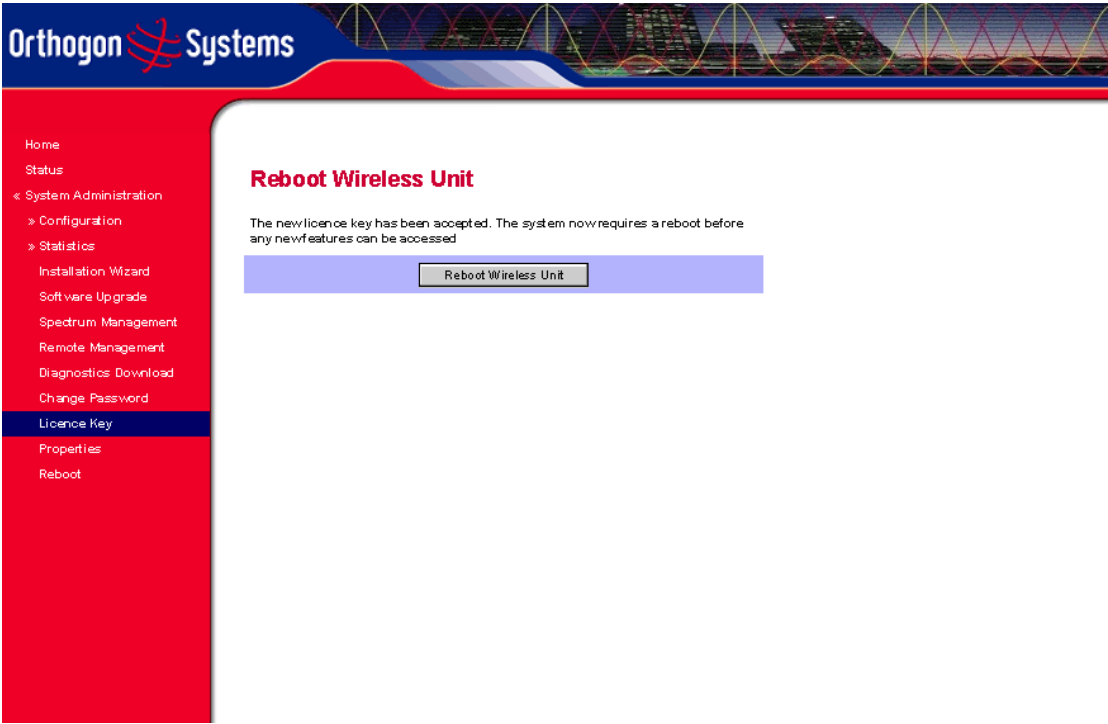 Orthogon Systems
Home
Status
« System Administration
» Configuration
» Statistics
Installation Wizard
Software Upgrade
Spectrum Management
Remote Management
Diagnostics Download
Change Password
Licence Key
Properties
Reboot
Reboot Wireless Unit
The new licence key has been accepted. The system now requires a reboot before
any new features can be accessed
Reboot Wireless Unit